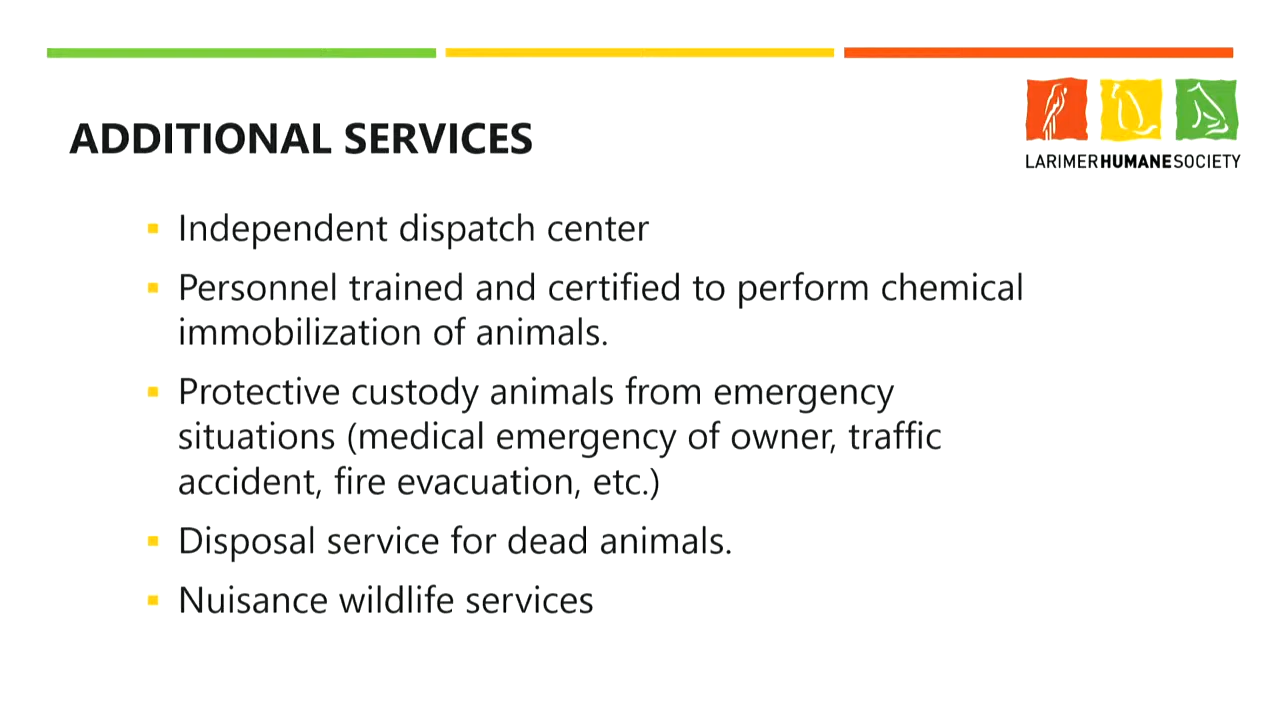 LARIMERHUMANESOCIETY
ADDITIONAL SERVICES
Independent dispatch center
Personnel trained and certified to perform chemical
immobilization of animals.
Protective custody animals from emergency
situations (medical emergency of owner, traffic
accident, fire evacuation, etc.)
Disposal service for dead animals.
Nuisance wildlife services